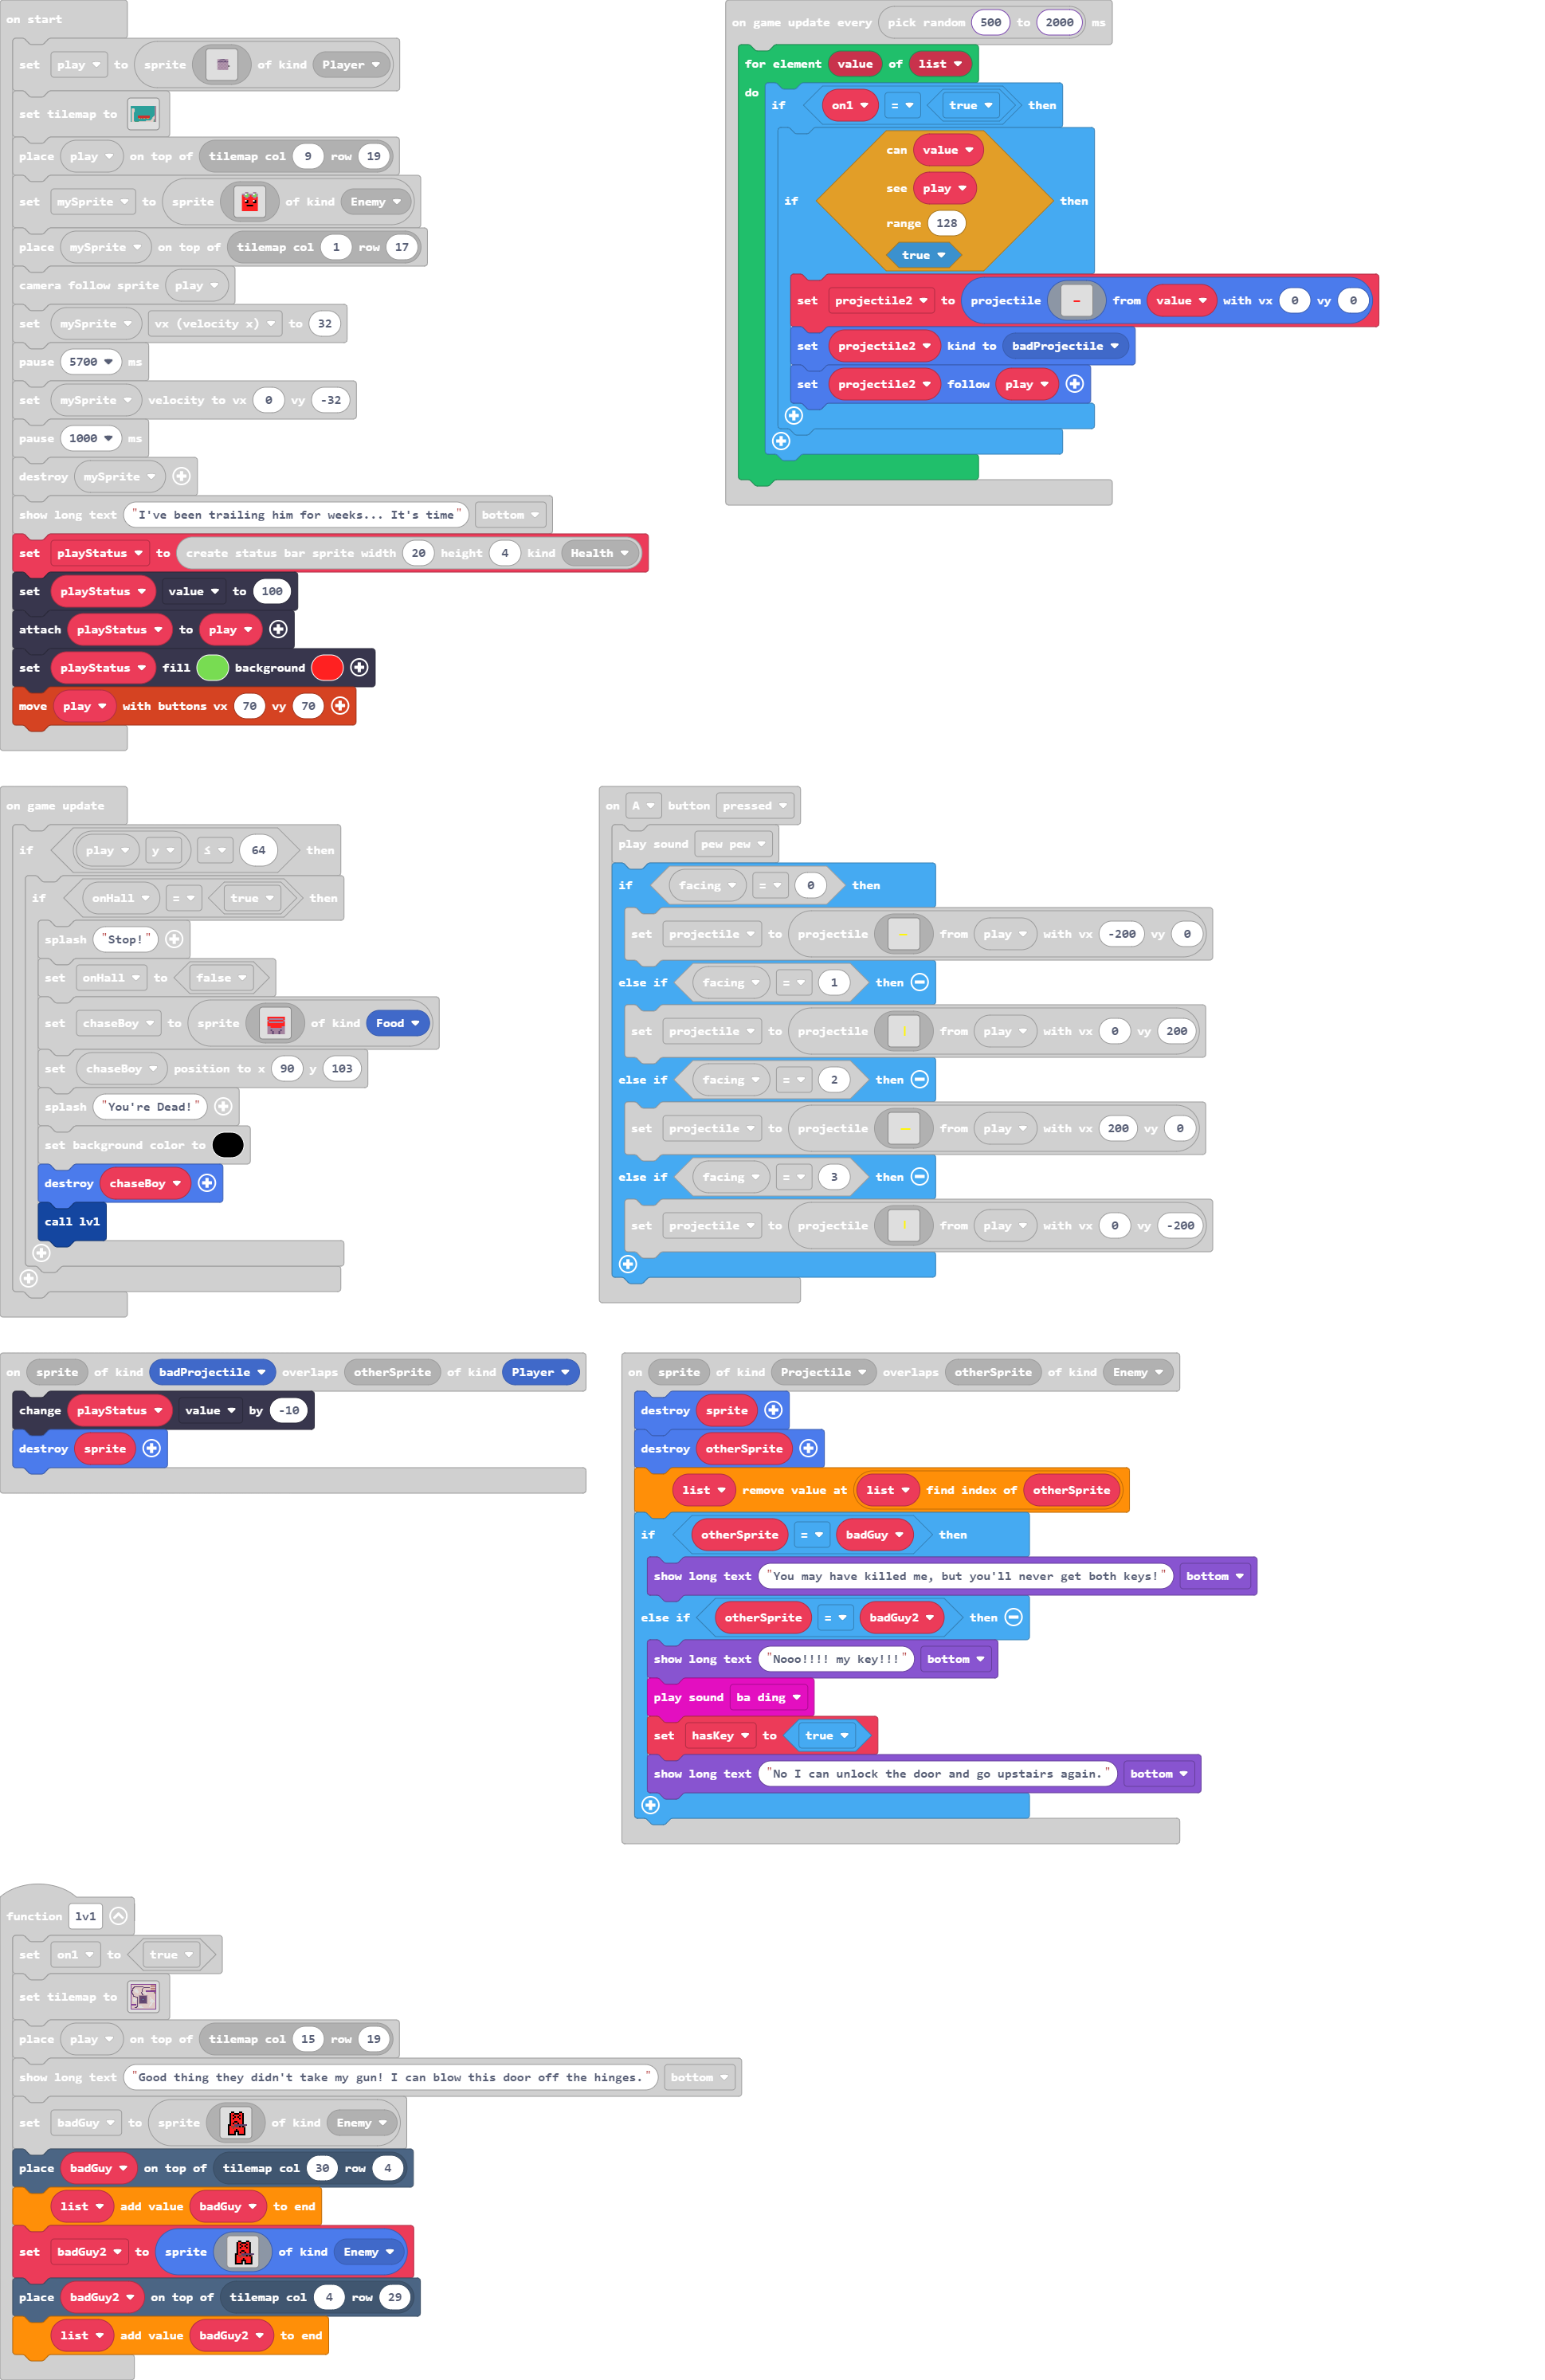 on start
set play to sprite of kind Player
set tilemap to
place play on top of tilemap col 9 row 19
set mySprite to sprite of kind Enemy
place mySprite on top of tilemap col 1 row 17
camera follow sprite play
set mySprite vx (velocity x) to 32
pause 5700 ms
set mySprite velocity to vx 0 vy -32
pause 1000 ms
destroy mySprite
show long text "I've been trailing him for weeks... It's time" bottom
set playStatus to create status bar sprite width 20 height 4 kind Health
set playStatus value to 100
attach playStatus to play
set playStatus fill background
move play with buttons vx 70 vy 70
on game update every pick random 500 to 2000 ms
for element value of list
do
if on1 = true then
if can value
see play
range 128
true
then
set projectile2 to projectile from value with vx 0 vy 0
set projectile2 kind to badProjectile
set projectile2 follow play
on game update
if play y ≤ 64 then
if onHall = true then
splash "Stop!"
set onHall to false
set chaseBoy to sprite of kind Food
set chaseBoy position to x 90 y 103
splash "You're Dead!"
set background color to
destroy chaseBoy
call lv1
on A button pressed
play sound pew pew
if facing = 0 then
set projectile to projectile from play with vx -200 vy 0
else if facing = 1 then
set projectile to projectile from play with vx 0 vy 200
else if facing = 2 then
set projectile to projectile from play with vx 200 vy 0
else if facing = 3 then
set projectile to projectile from play with vx 0 vy -200
on sprite of kind badProjectile overlaps otherSprite of kind Player
change playStatus value by -10
destroy sprite
on sprite of kind Projectile overlaps otherSprite of kind Enemy
destroy sprite
destroy otherSprite
list remove value at list find index of otherSprite
if otherSprite = badGuy then
show long text "You may have killed me, but you'll never get both keys!" bottom
else if otherSprite = badGuy2 then
show long text "Nooo!!!! my key!!!" bottom
play sound ba ding
set hasKey to true
show long text "No I can unlock the door and go upstairs again." bottom
function lv1
set on1 to true
set tilemap to
place play on top of tilemap col 15 row 19
show long text "Good thing they didn't take my gun! I can blow this door off the hinges." bottom
set badGuy to sprite of kind Enemy
place badGuy on top of tilemap col 30 row 4
list add value badGuy to end
set badGuy2 to sprite of kind Enemy
place badGuy2 on top of tilemap col 4 row 29
list add value badGuy2 to end